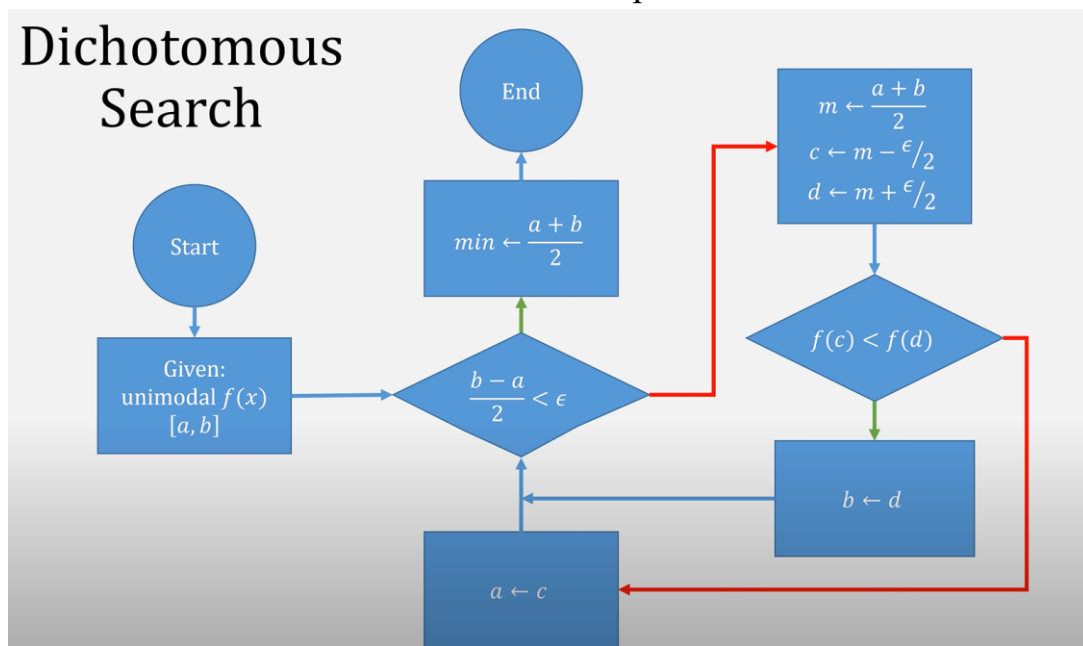 Dichotomous
Search
Start
Given:
unimodal f(x)
[a, b]
End
min ← a + b / 2
b − a / 2 < ϵ
m ← a + b / 2
c ← m − ϵ/2
d ← m + ϵ/2
f(c) < f(d)
b ← d
a ← c